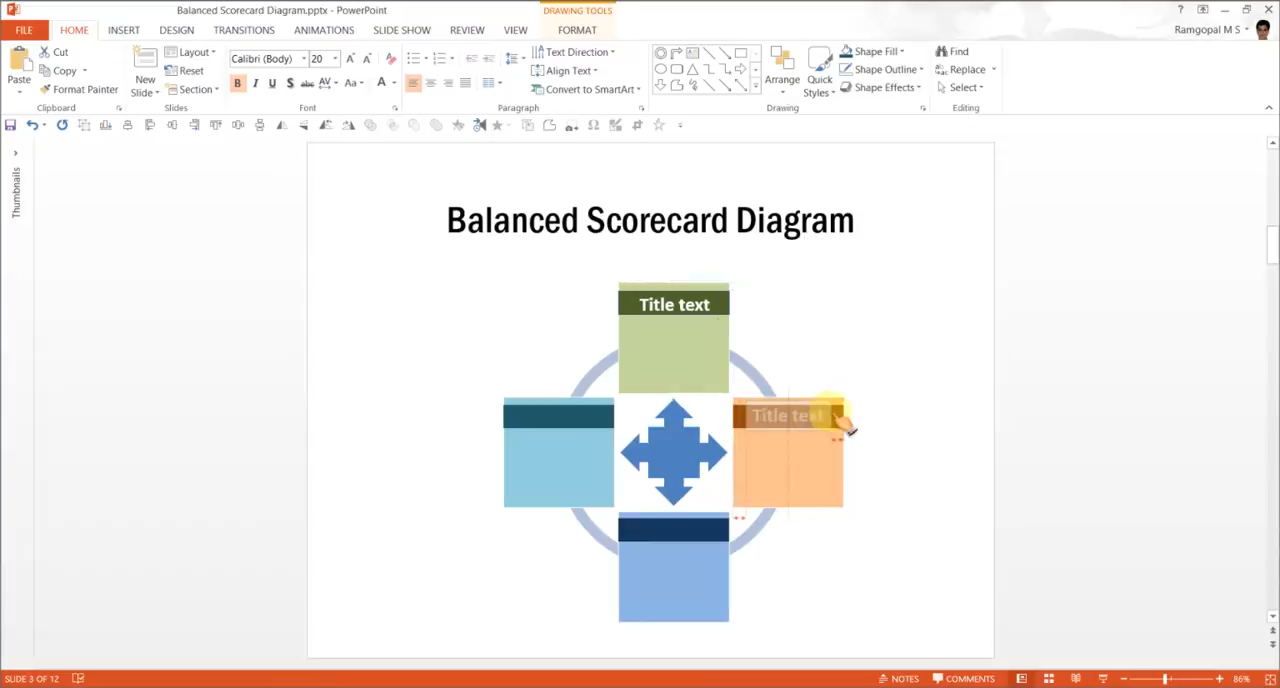 Balanced Scorecard Diagram.pptx - PowerPoint
DRAWING TOOLS
FILE HOME INSERT DESIGN TRANSITIONS ANIMATIONS SLIDE SHOW REVIEW VIEW FORMAT
Ramgopal M S
Paste
Cut
Copy
Format Painter
Clipboard
New Slide
Layout
Reset
Section
Slides
Calibri (Body) 20
Font
Text Direction
Align Text
Convert to SmartArt
Paragraph
Arrange
Quick Styles
Shape Fill
Shape Outline
Shape Effects
Drawing
Find
Replace
Select
Editing
Thumbnails
Balanced Scorecard Diagram
Title text
Title text
SLIDE 3 OF 12
NOTES
COMMENTS
86%